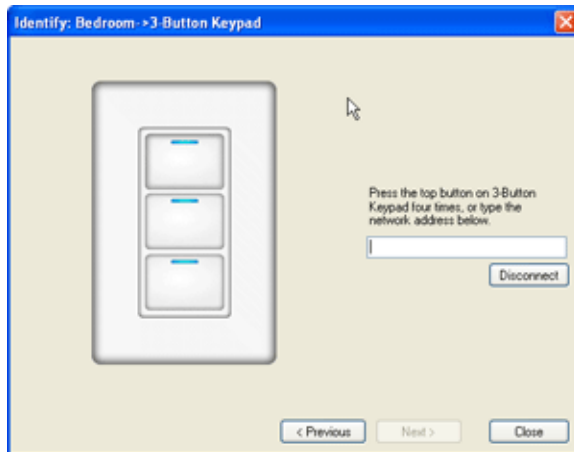 Identify: Bedroom->3-Button Keypad
Press the top button on 3-Button
Keypad four times, or type the
network address below.
Disconnect
< Previous
Next >
Close